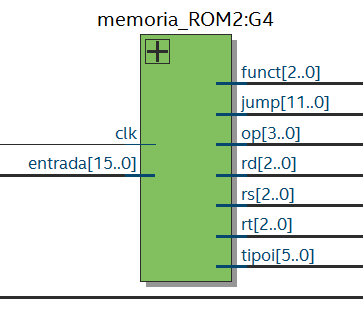 memoria_ROM2:G4
funct[2..0]
jump[11..0]
clk
op[3..0]
entrada[15..0]
rd[2..0]
rs[2..0]
rt[2..0]
tipoi[5..0]